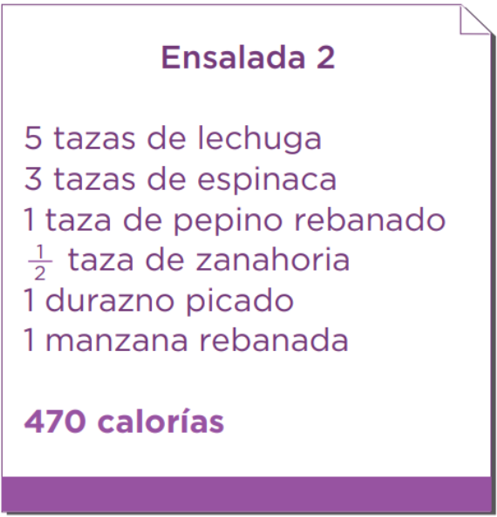 Ensalada 2
5 tazas de lechuga
3 tazas de espinaca
1 taza de pepino rebanado
1/2 taza de zanahoria
1 durazno picado
1 manzana rebanada
470 calorías